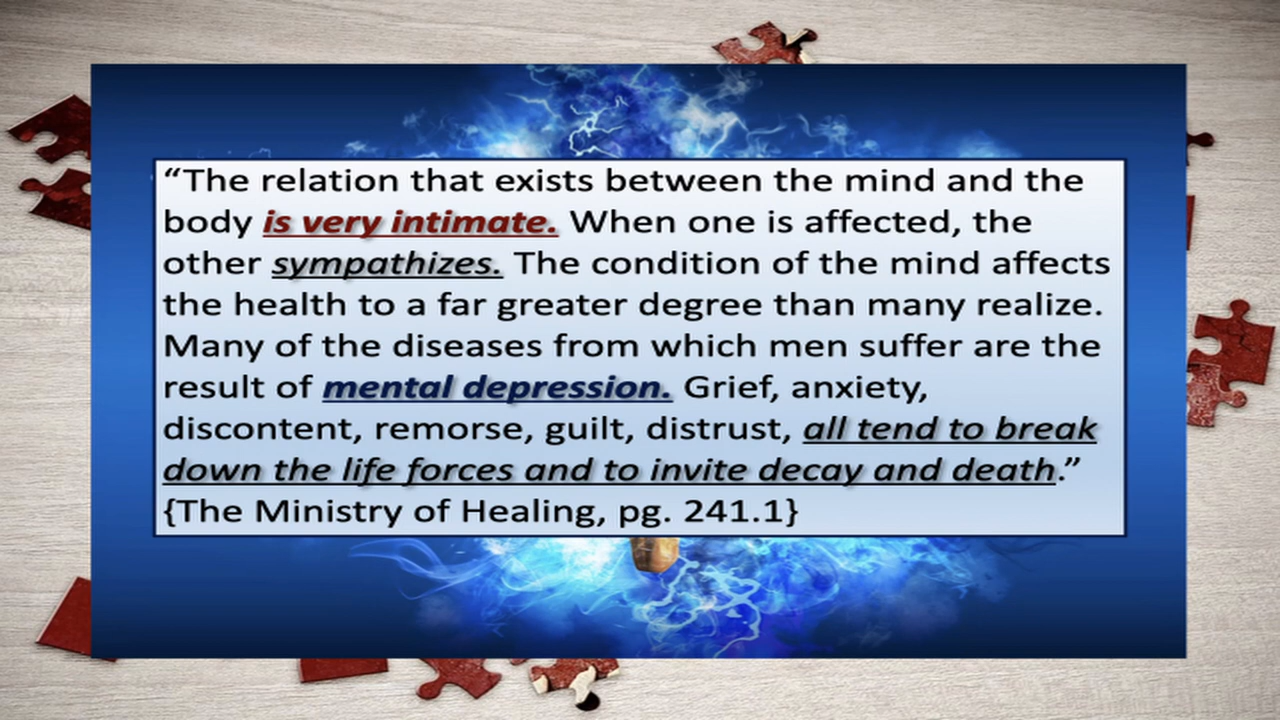 “The relation that exists between the mind and the
body is very intimate. When one is affected, the
other sympathizes. The condition of the mind affects
the health to a far greater degree than many realize.
Many of the diseases from which men suffer are the
result of mental depression. Grief, anxiety,
discontent, remorse, guilt, distrust, all tend to break
down the life forces and to invite decay and death.”
{The Ministry of Healing, pg. 241.1}